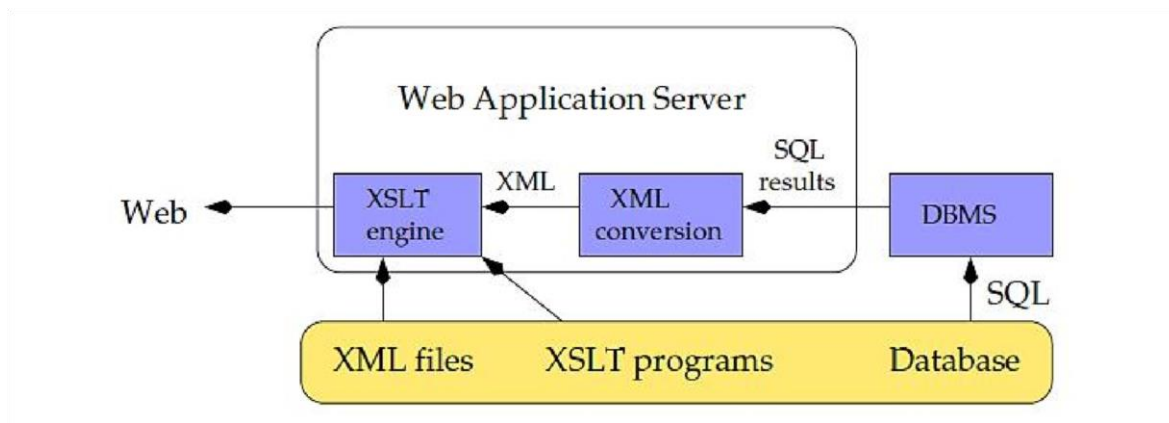 Web Application Server
SQL
results
XML
Web
XSLT
engine
XML
conversion
DBMS
SQL
XML files
XSLT programs
Database